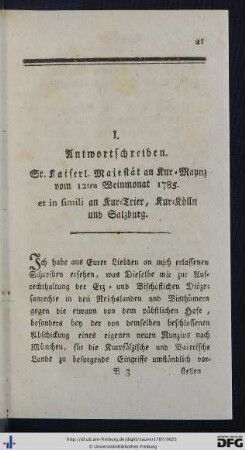 21
I.
Antwortschreiben.
Sr. Kaiserl. Majestät an Kur-Maynz
vom 12ten Weinmonat 1785.
et in simili an Kur-Trier, Kur-Kölln
und Salzburg.
Ich habe aus Eurer Liebden an mich erlassenen
Schreiben ersehen, was Dieselbe mir zur Auf-
rechthaltung der Erz- und Bischöflichen Diöze-
sanrechte in den Reichslanden und Bisthümern
gegen die etwann von dem päbstlichen Hofe,
besonders bey der von demselben beschlossenen
Abschickung eines eigenen neuen Nunzius nach
München, für die Kurpfälzische und Baierische
Lande zu besorgende Eingriffe umständlich vor-
B 3 stellen